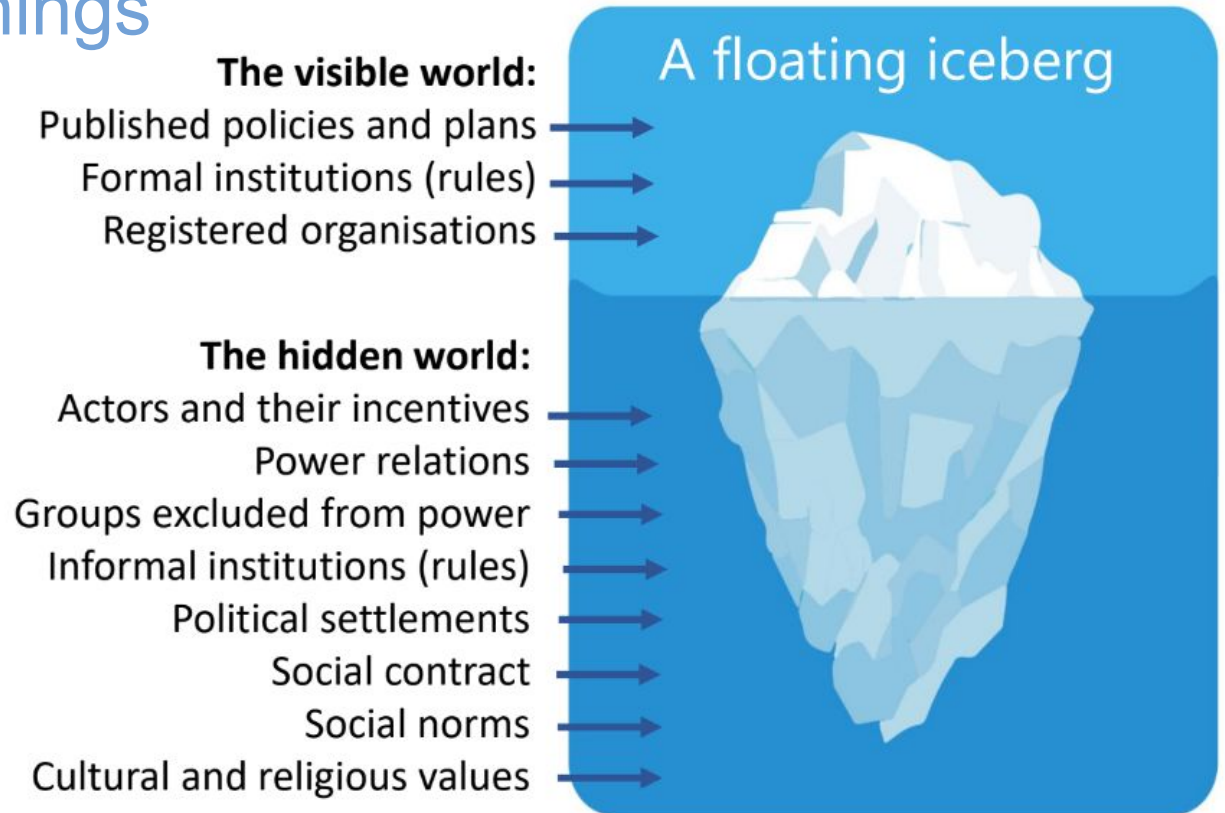 The visible world:
Published policies and plans
Formal institutions (rules)
Registered organisations
The hidden world:
Actors and their incentives
Power relations
Groups excluded from power
Informal institutions (rules)
Political settlements
Social contract
Social norms
Cultural and religious values
A floating iceberg